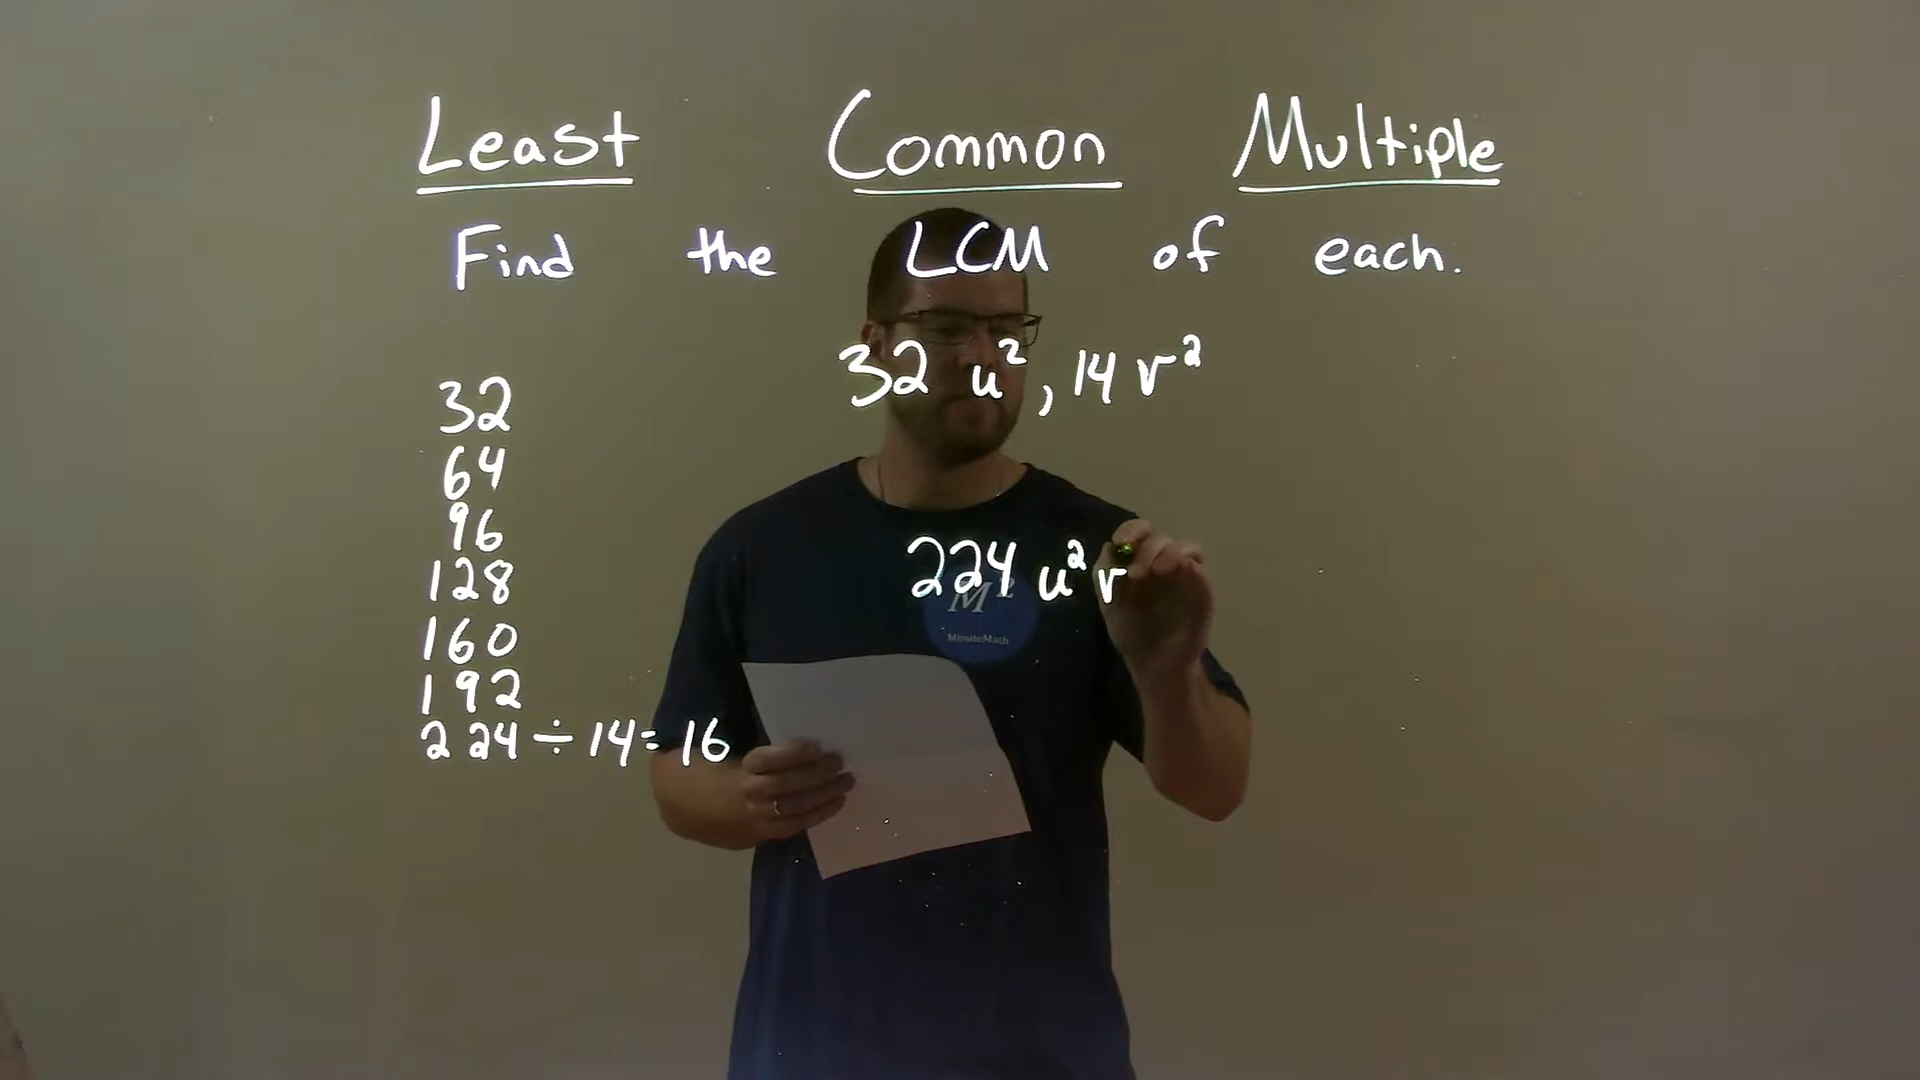 Least Common Multiple
Find the LCM of each.
32 u², 14 v²
32
64
96
128
160
192
224 ÷ 14 = 16
224 u² v
M²
MinuteMath